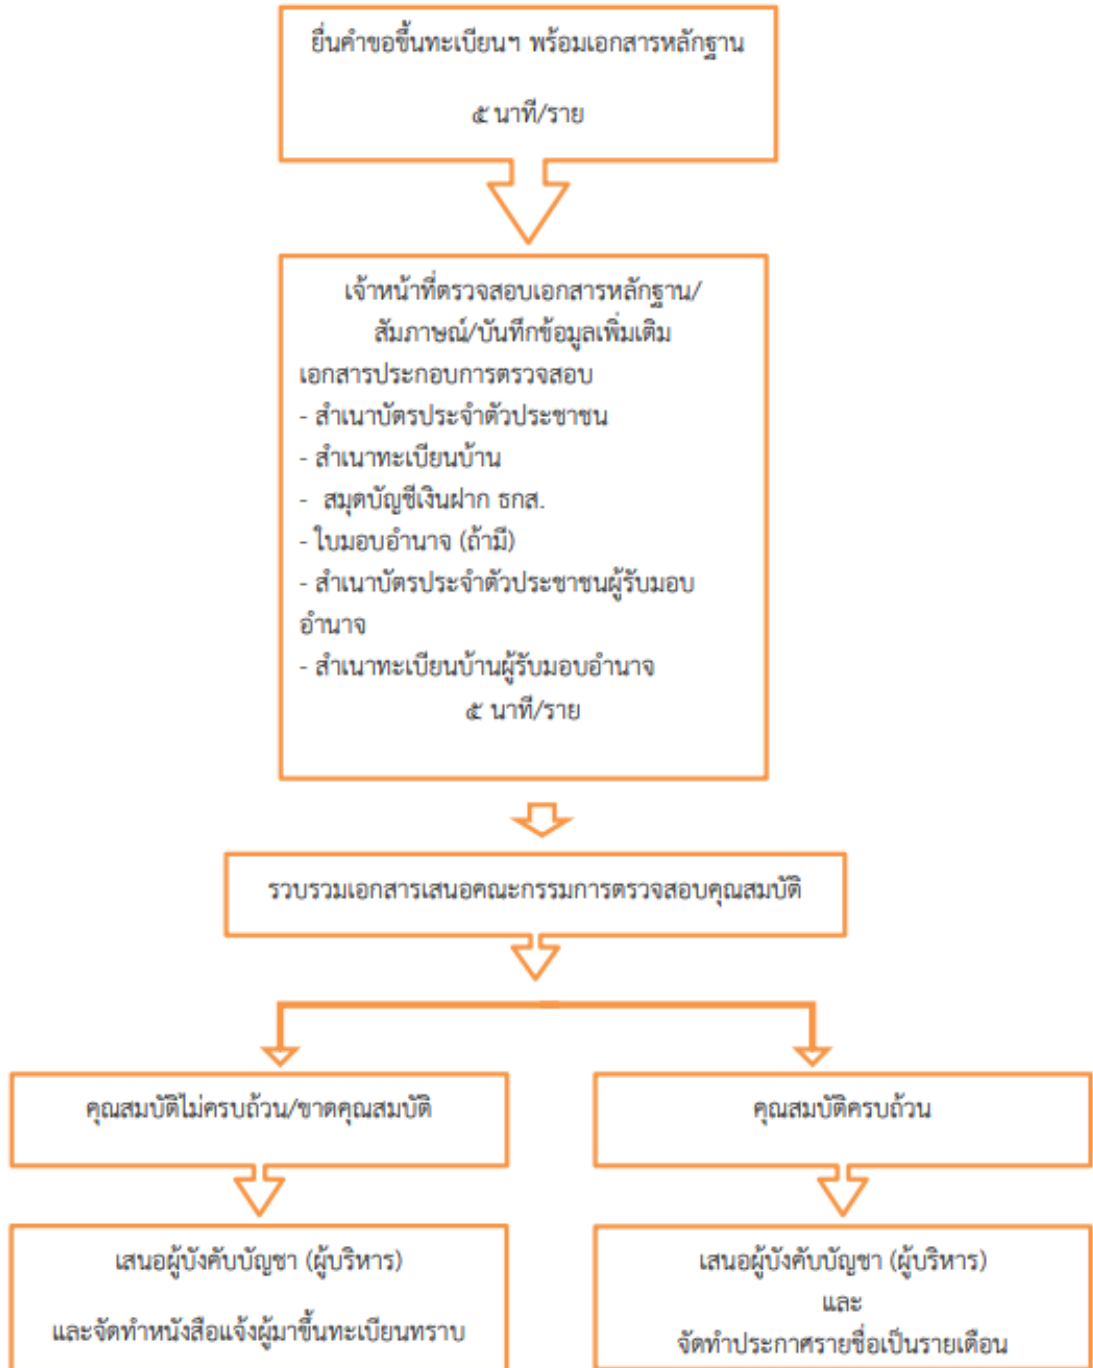 ยื่นคำขอขึ้นทะเบียนฯ พร้อมเอกสารหลักฐาน
๕ นาที/ราย
เจ้าหน้าที่ตรวจสอบเอกสารหลักฐาน/
สัมภาษณ์/บันทึกข้อมูลเพิ่มเติม
เอกสารประกอบการตรวจสอบ
- สำเนาบัตรประจำตัวประชาชน
- สำเนาทะเบียนบ้าน
- สมุดบัญชีเงินฝาก ธกส.
- ใบมอบอำนาจ (ถ้ามี)
- สำเนาบัตรประจำตัวประชาชนผู้รับมอบ
อำนาจ
- สำเนาทะเบียนบ้านผู้รับมอบอำนาจ
๕ นาที/ราย
รวบรวมเอกสารเสนอคณะกรรมการตรวจสอบคุณสมบัติ
คุณสมบัติไม่ครบถ้วน/ขาดคุณสมบัติ
คุณสมบัติครบถ้วน
เสนอผู้บังคับบัญชา (ผู้บริหาร)
และจัดทำหนังสือแจ้งผู้มาขึ้นทะเบียนทราบ
เสนอผู้บังคับบัญชา (ผู้บริหาร)
และ
จัดทำประกาศรายชื่อเป็นรายเดือน